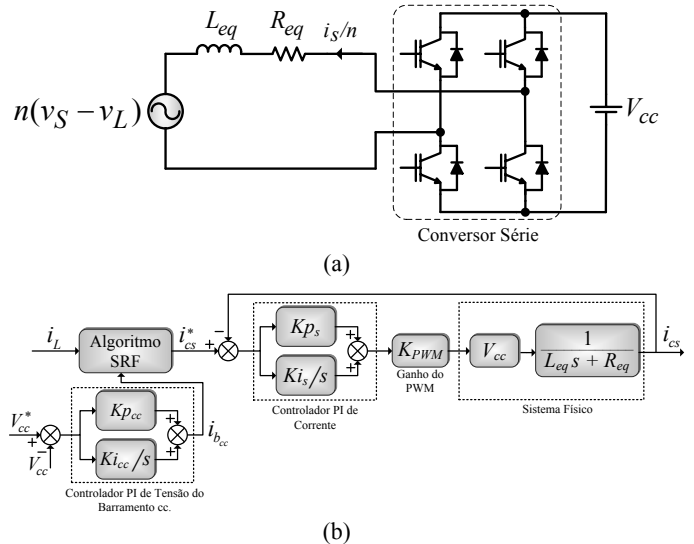 L_eq R_eq i_s/n
n(v_S − v_L)
V_cc
Conversor Série
(a)
i_L
Algoritmo
SRF
i_cs^*
−
+
Kp_s
Ki_s/s
+
+
Controlador PI de
Corrente
K_PWM
Ganho do
PWM
V_cc
1
L_eq s + R_eq
Sistema Físico
i_cs
V_cc^*
+
−
V_cc
Kp_cc
Ki_cc/s
+
+
i_b_cc
Controlador PI de Tensão do
Barramento cc.
(b)